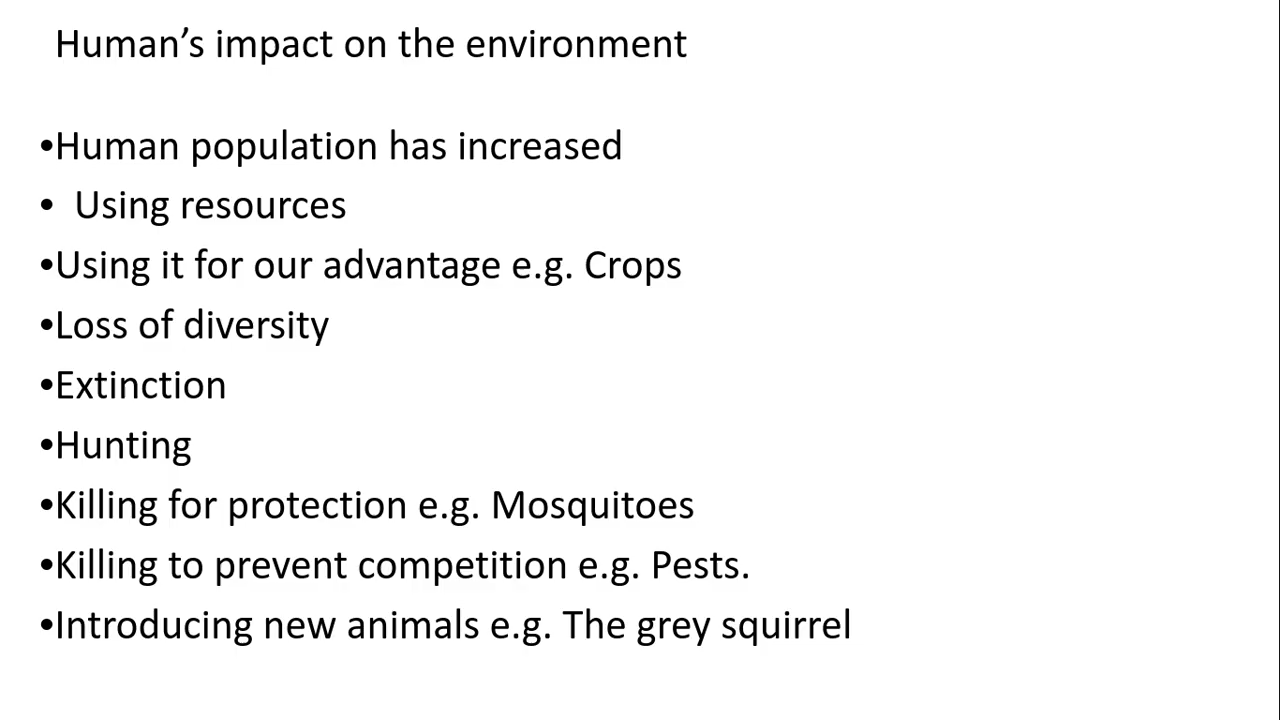 Human’s impact on the environment
•Human population has increased
• Using resources
•Using it for our advantage e.g. Crops
•Loss of diversity
•Extinction
•Hunting
•Killing for protection e.g. Mosquitoes
•Killing to prevent competition e.g. Pests.
•Introducing new animals e.g. The grey squirrel